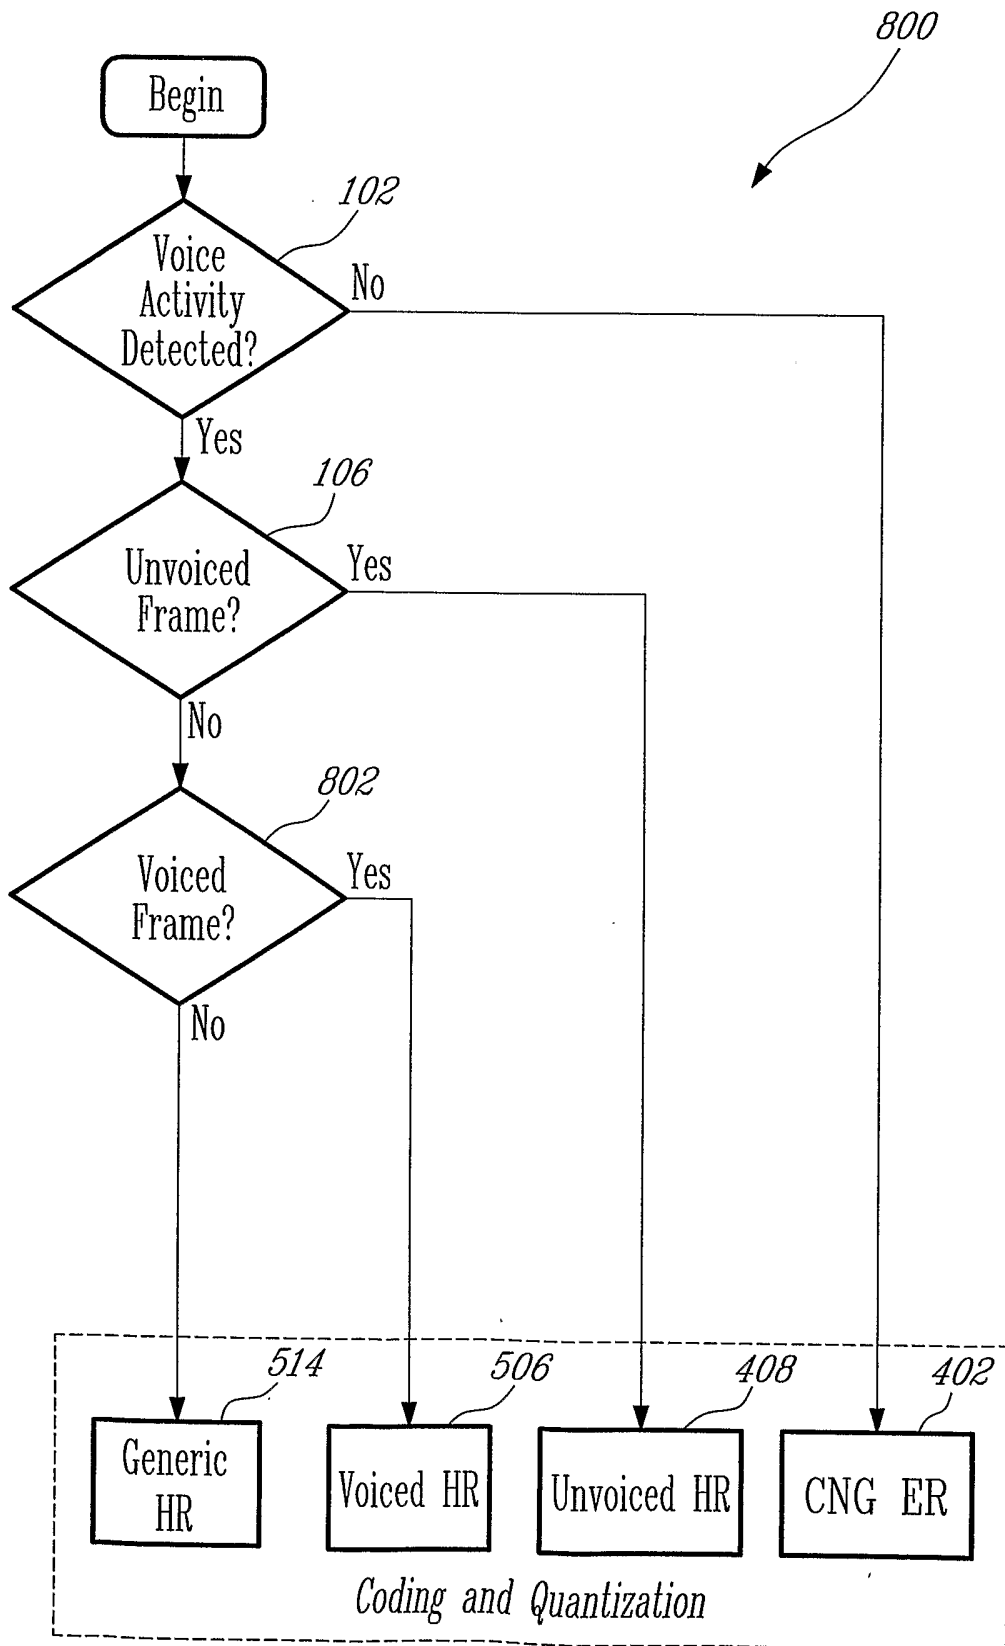 800
Begin
102
Voice
Activity
Detected?
No
Yes
106
Unvoiced
Frame?
Yes
No
802
Voiced
Frame?
Yes
No
514
506
408
402
Generic
HR
Voiced HR
Unvoiced HR
CNG ER
Coding and Quantization